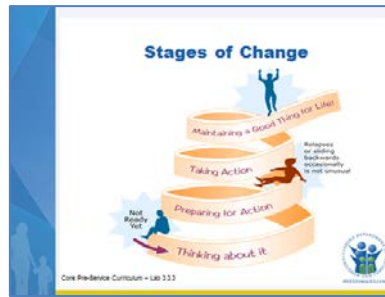 Stages of Change
Maintaining a Good Thing for Life!
Relapses
or sliding
backwards
occasionally
is not unusual
Taking Action
Preparing for Action
Not
Ready
Yet
Thinking about it
Core Pre-Service Curriculum – Lab 3.3.3